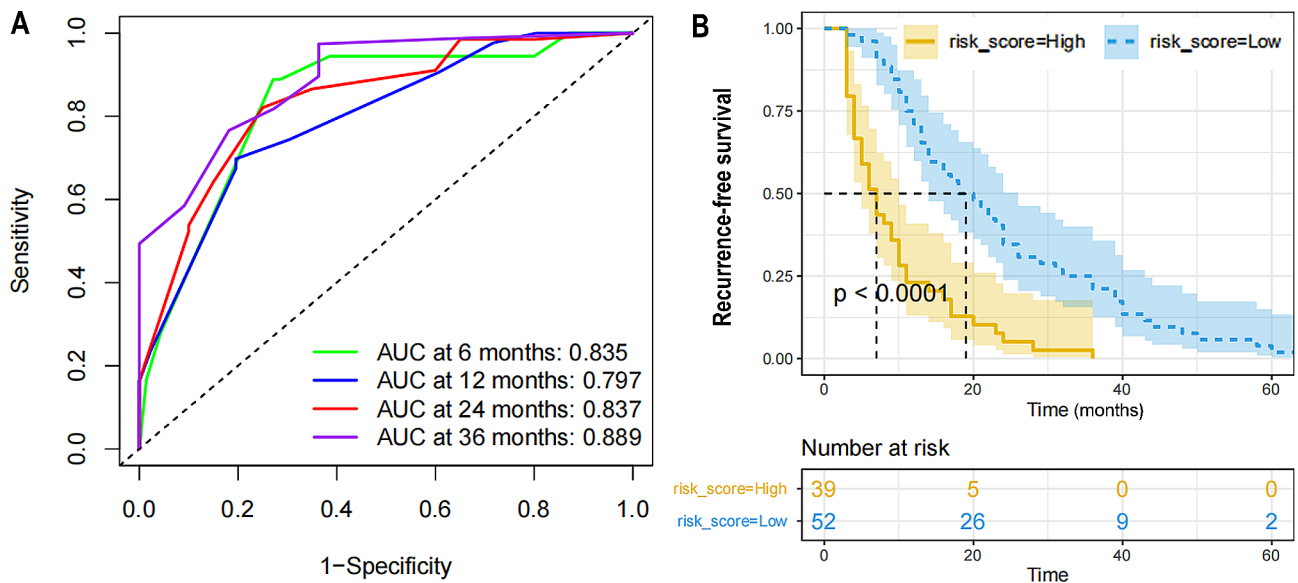 A
Sensitivity
1.0
0.8
0.6
0.4
0.2
0.0
AUC at 6 months: 0.835
AUC at 12 months: 0.797
AUC at 24 months: 0.837
AUC at 36 months: 0.889
0.0 0.2 0.4 0.6 0.8 1.0
1−Specificity
B
risk_score=High risk_score=Low
Recurrence-free survival
1.00
0.75
0.50
0.25
0.00
p < 0.0001
0 20 40 60
Time (months)
Number at risk
risk_score=High 39 5 0 0
risk_score=Low 52 26 9 2
0 20 40 60
Time